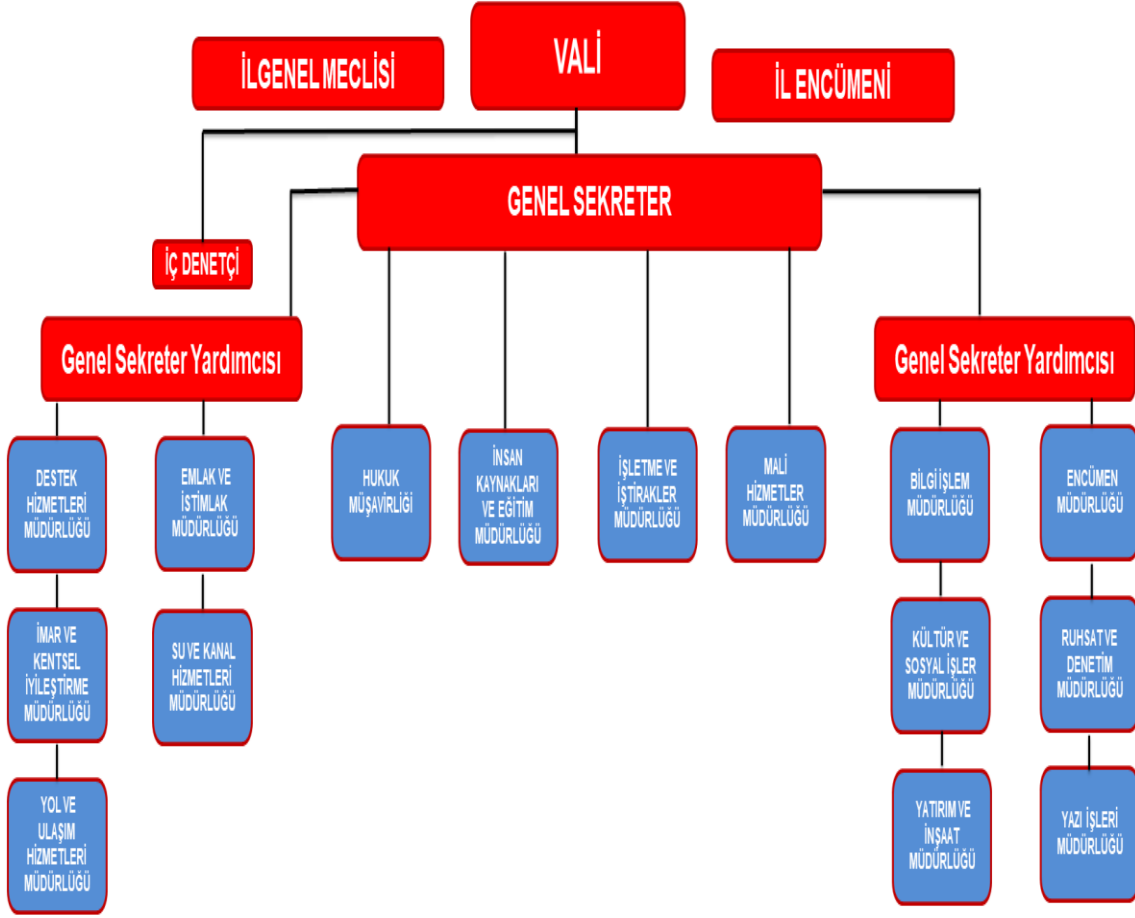 VALİ
İLGENEL MECLİSİ
İL ENCÜMENİ
GENEL SEKRETER
İÇ DENETÇİ
Genel Sekreter Yardımcısı
Genel Sekreter Yardımcısı
DESTEK
HİZMETLERİ
MÜDÜRLÜĞÜ
EMLAK VE
İSTİMLAK
MÜDÜRLÜĞÜ
HUKUK
MÜŞAVİRLİĞİ
İNSAN
KAYNAKLARI
VE EĞİTİM
MÜDÜRLÜĞÜ
İŞLETME VE
İŞTİRAKLER
MÜDÜRLÜĞÜ
MALİ
HİZMETLER
MÜDÜRLÜĞÜ
BİLGİ İŞLEM
MÜDÜRLÜĞÜ
ENCÜMEN
MÜDÜRLÜĞÜ
İMAR VE
KENTSEL
İYİLEŞTİRME
MÜDÜRLÜĞÜ
SU VE KANAL
HİZMETLERİ
MÜDÜRLÜĞÜ
KÜLTÜR VE
SOSYAL İŞLER
MÜDÜRLÜĞÜ
RUHSAT VE
DENETİM
MÜDÜRLÜĞÜ
YOL VE
ULAŞIM
HİZMETLERİ
MÜDÜRLÜĞÜ
YATIRIM VE
İNŞAAT
MÜDÜRLÜĞÜ
YAZI İŞLERİ
MÜDÜRLÜĞÜ